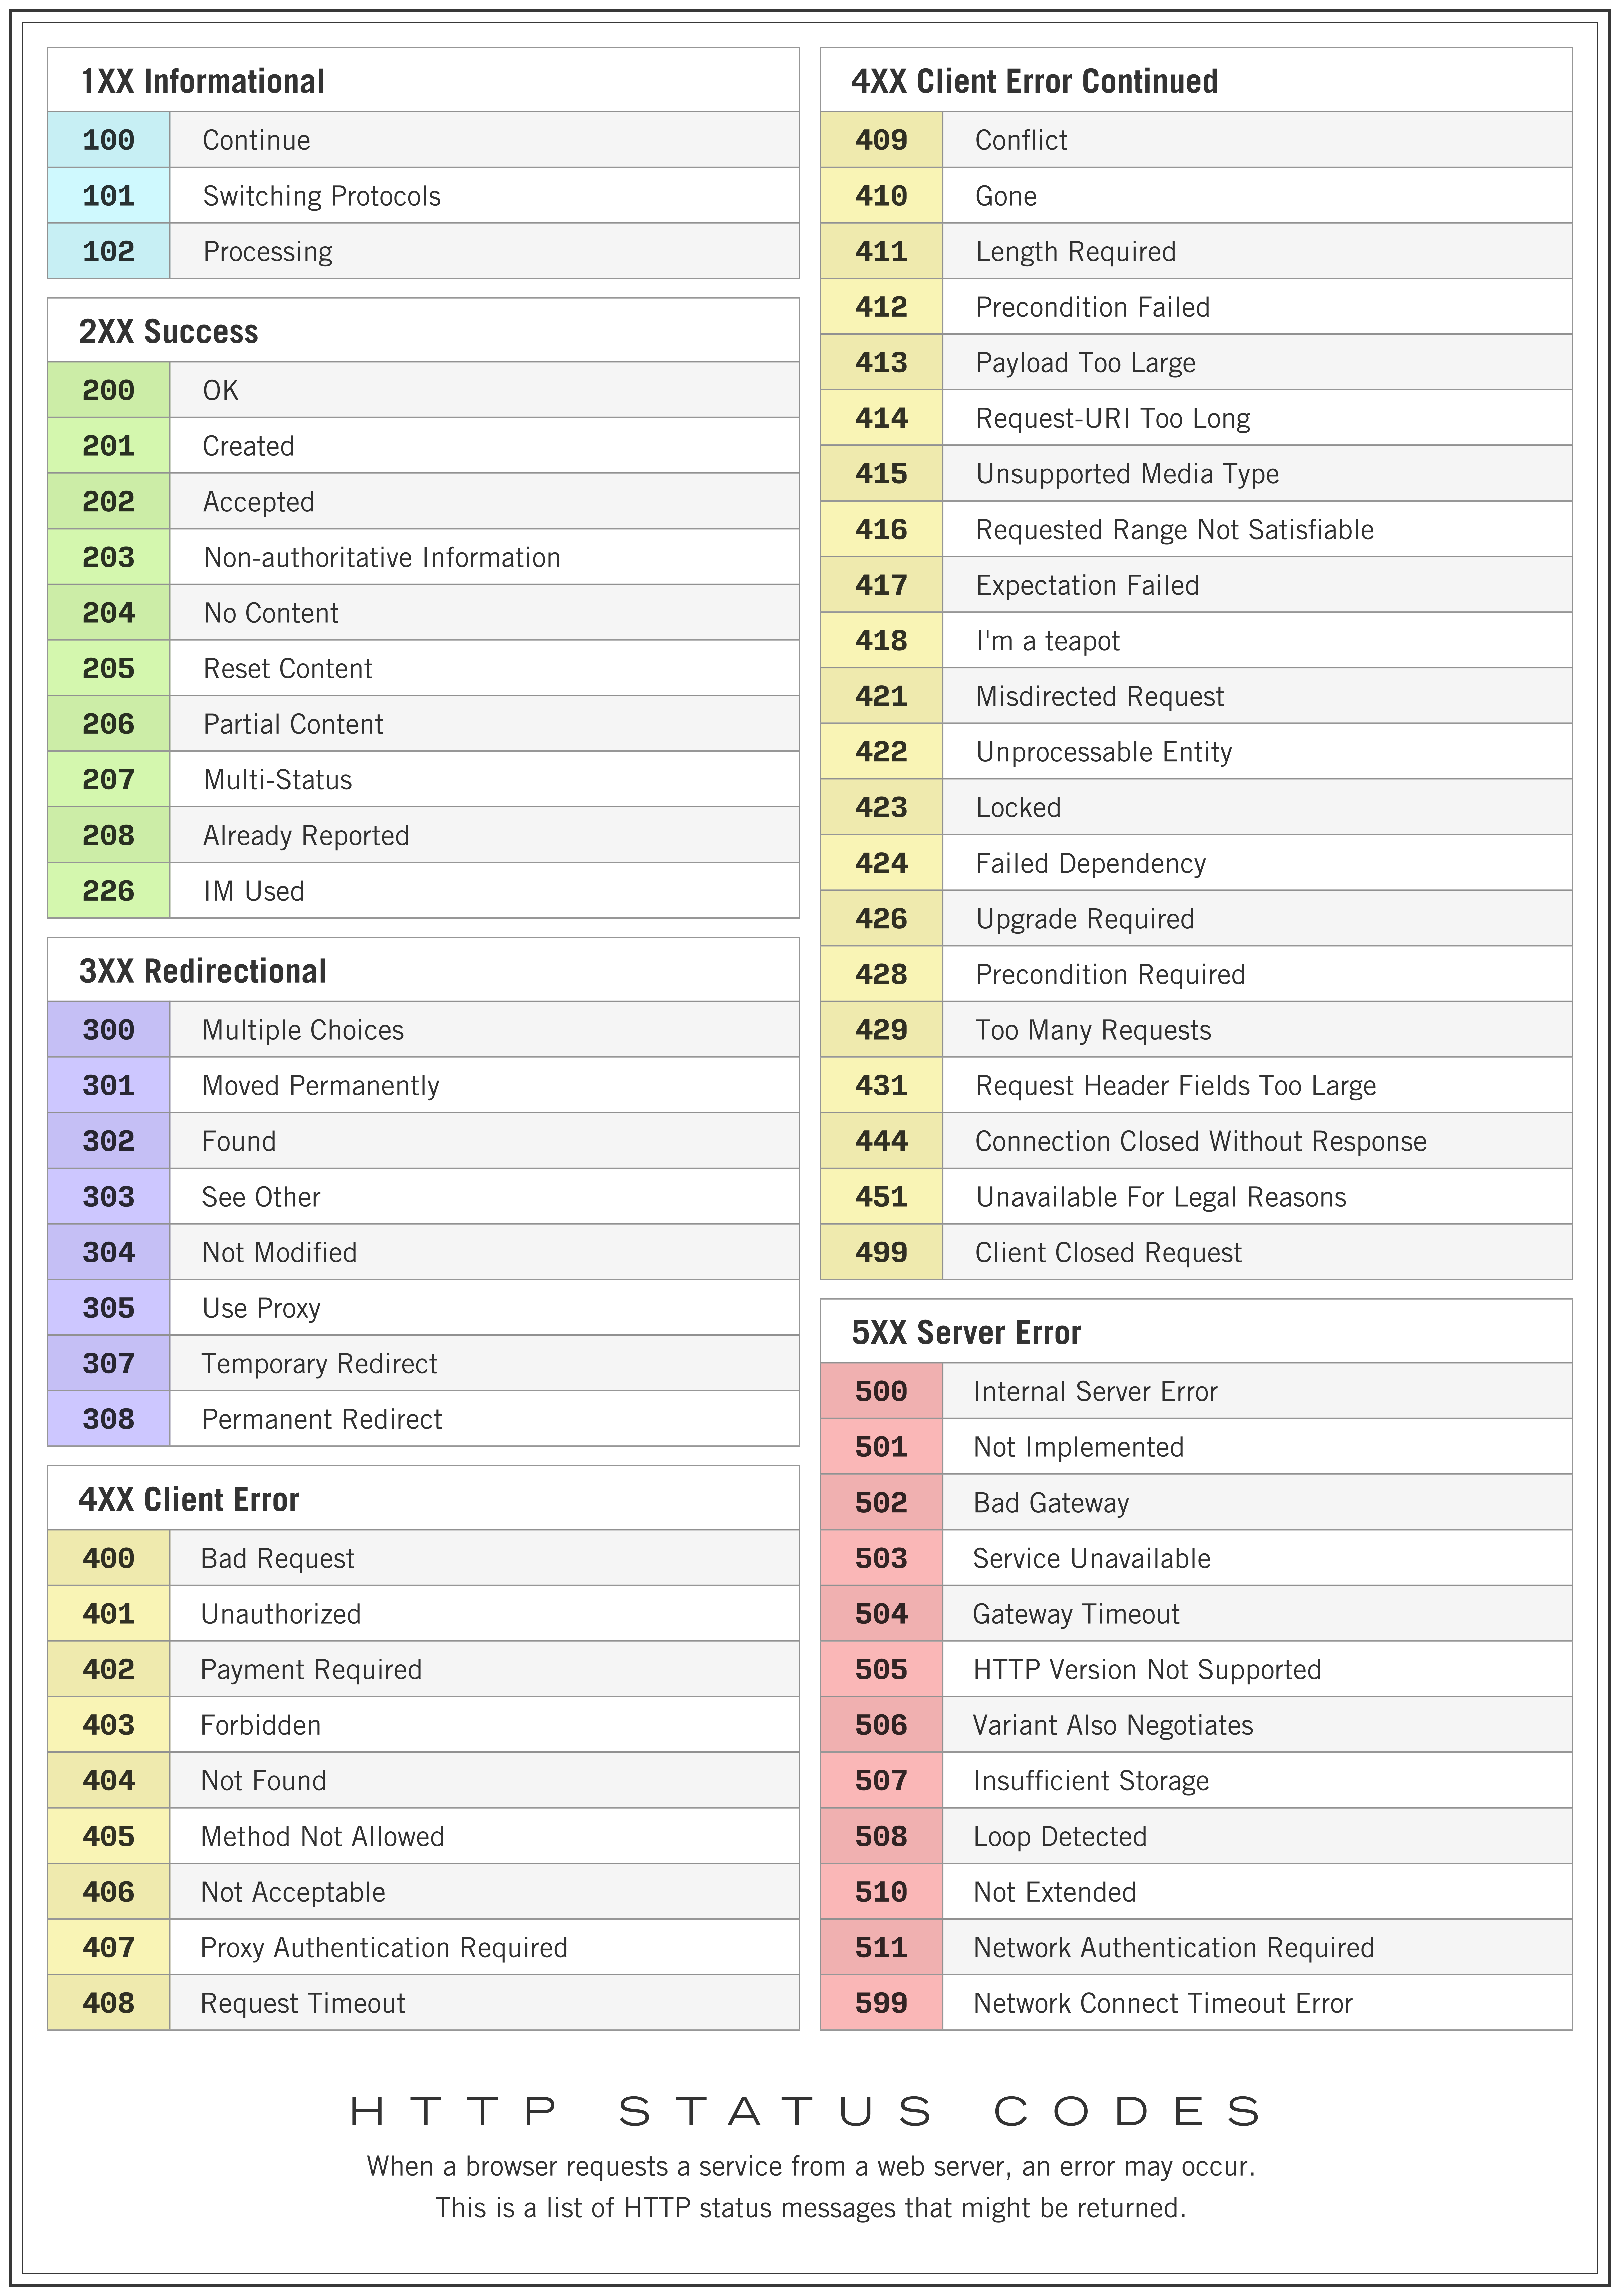 1XX Informational
100 Continue
101 Switching Protocols
102 Processing
2XX Success
200 OK
201 Created
202 Accepted
203 Non-authoritative Information
204 No Content
205 Reset Content
206 Partial Content
207 Multi-Status
208 Already Reported
226 IM Used
3XX Redirectional
300 Multiple Choices
301 Moved Permanently
302 Found
303 See Other
304 Not Modified
305 Use Proxy
307 Temporary Redirect
308 Permanent Redirect
4XX Client Error
400 Bad Request
401 Unauthorized
402 Payment Required
403 Forbidden
404 Not Found
405 Method Not Allowed
406 Not Acceptable
407 Proxy Authentication Required
408 Request Timeout
4XX Client Error Continued
409 Conflict
410 Gone
411 Length Required
412 Precondition Failed
413 Payload Too Large
414 Request-URI Too Long
415 Unsupported Media Type
416 Requested Range Not Satisfiable
417 Expectation Failed
418 I'm a teapot
421 Misdirected Request
422 Unprocessable Entity
423 Locked
424 Failed Dependency
426 Upgrade Required
428 Precondition Required
429 Too Many Requests
431 Request Header Fields Too Large
444 Connection Closed Without Response
451 Unavailable For Legal Reasons
499 Client Closed Request
5XX Server Error
500 Internal Server Error
501 Not Implemented
502 Bad Gateway
503 Service Unavailable
504 Gateway Timeout
505 HTTP Version Not Supported
506 Variant Also Negotiates
507 Insufficient Storage
508 Loop Detected
510 Not Extended
511 Network Authentication Required
599 Network Connect Timeout Error
HTTP STATUS CODES
When a browser requests a service from a web server, an error may occur.
This is a list of HTTP status messages that might be returned.